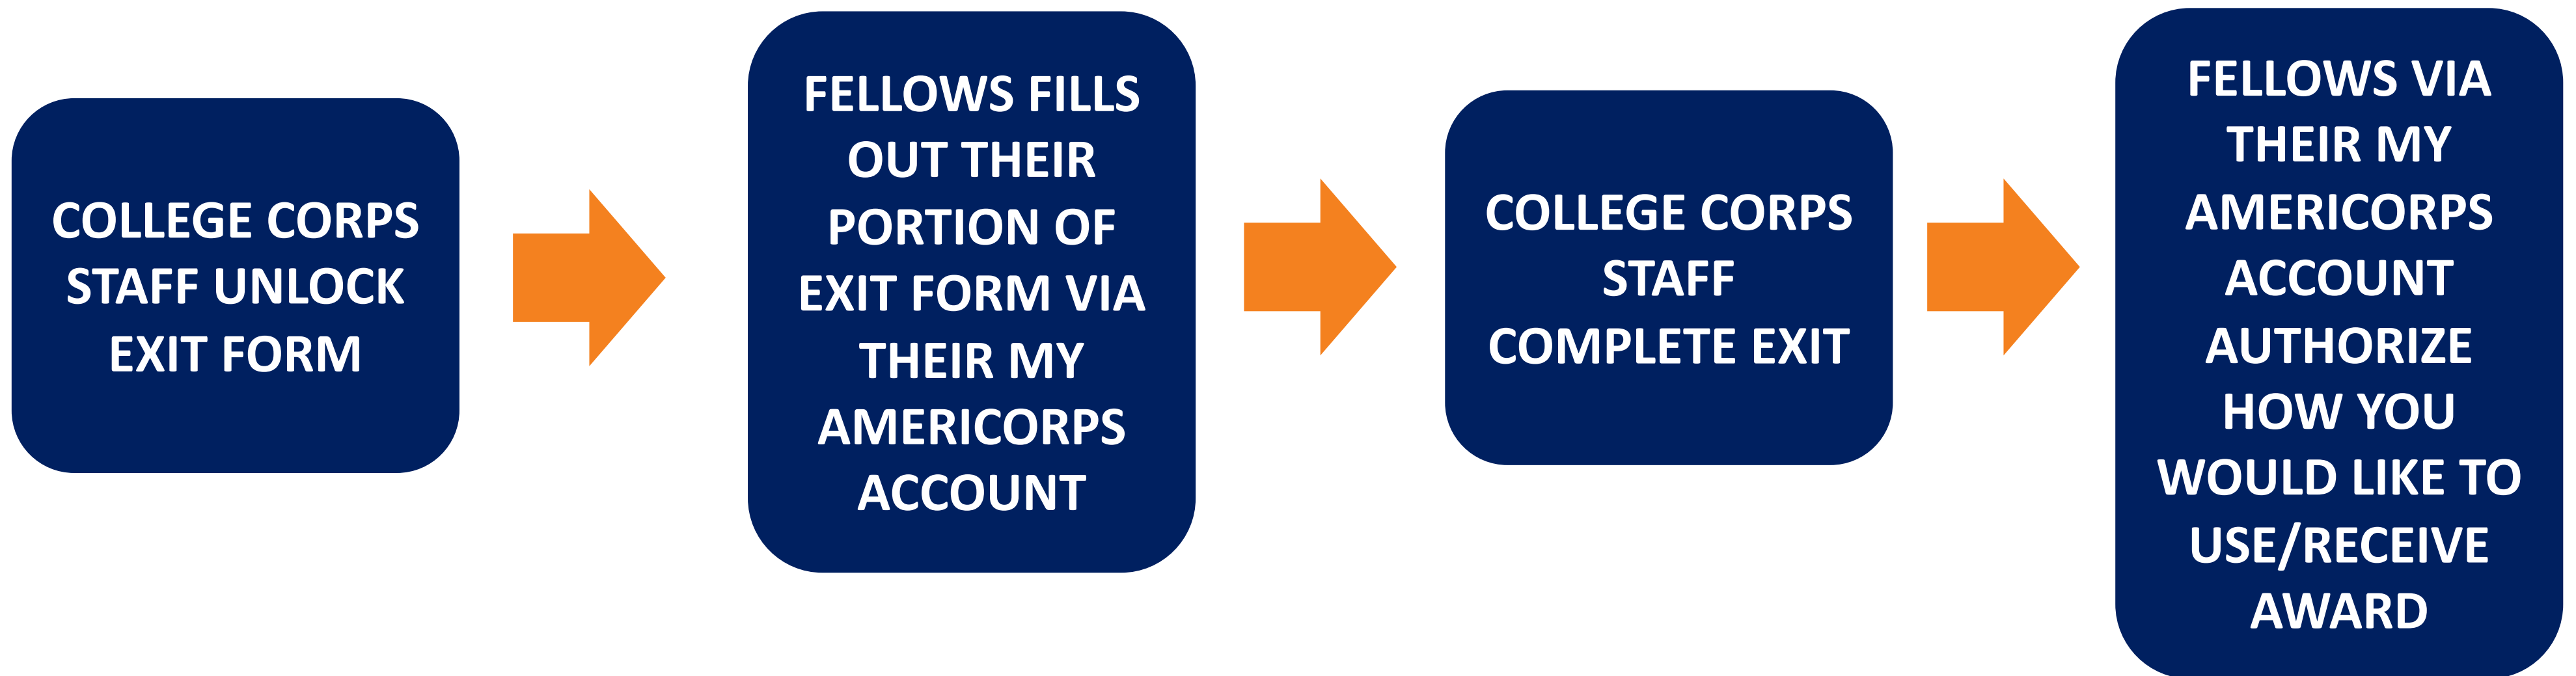 COLLEGE CORPS
STAFF UNLOCK
EXIT FORM
FELLOWS FILLS
OUT THEIR
PORTION OF
EXIT FORM VIA
THEIR MY
AMERICORPS
ACCOUNT
COLLEGE CORPS
STAFF
COMPLETE EXIT
FELLOWS VIA
THEIR MY
AMERICORPS
ACCOUNT
AUTHORIZE
HOW YOU
WOULD LIKE TO
USE/RECEIVE
AWARD